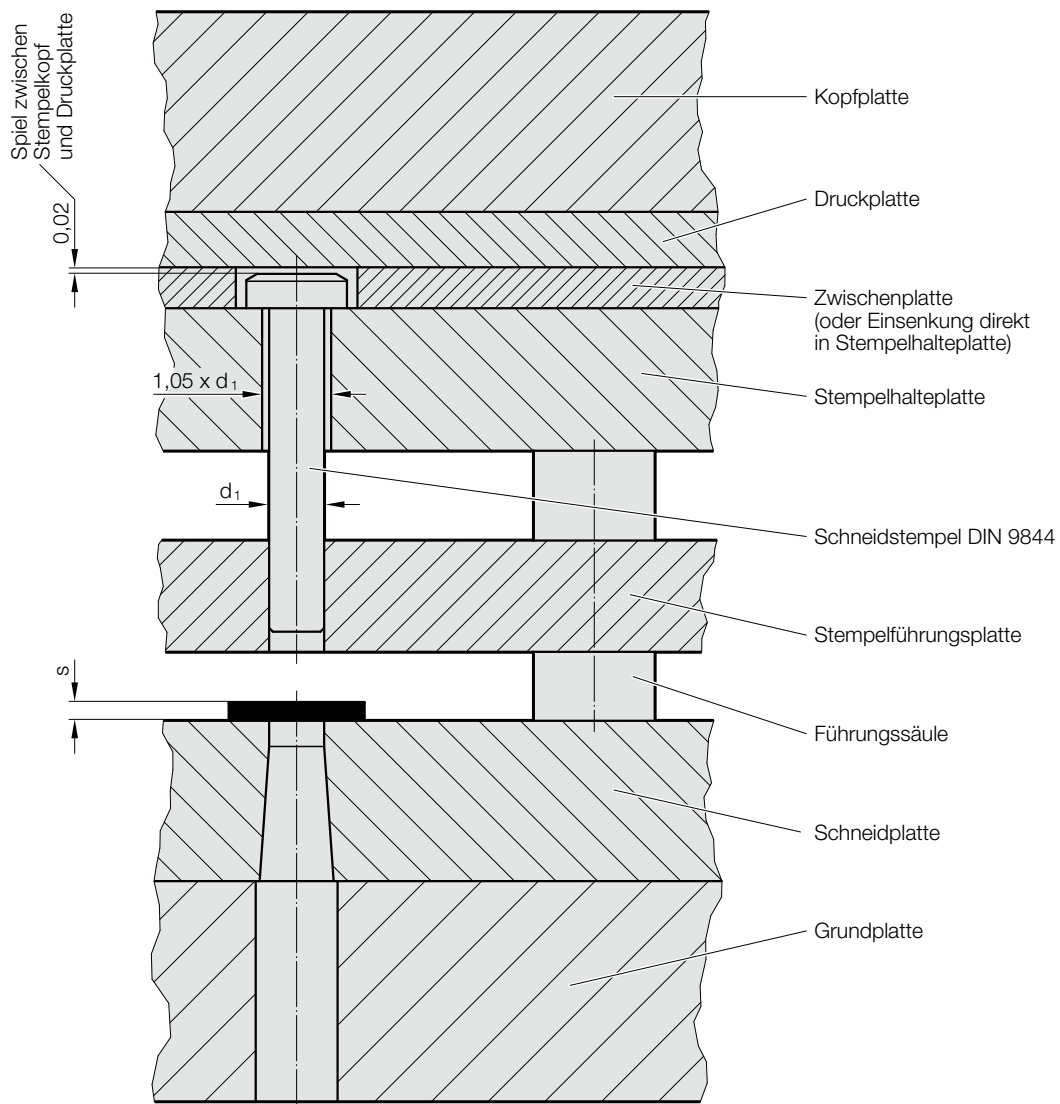 Spiel zwischen
Stempelkopf
und Druckplatte
0,02
Kopfplatte
Druckplatte
Zwischenplatte
(oder Einsenkung direkt
in Stempelhalteplatte)
1,05 x d₁
Stempelhalteplatte
d₁
Schneidstempel DIN 9844
Stempelführungsplatte
s
Führungssäule
Schneidplatte
Grundplatte